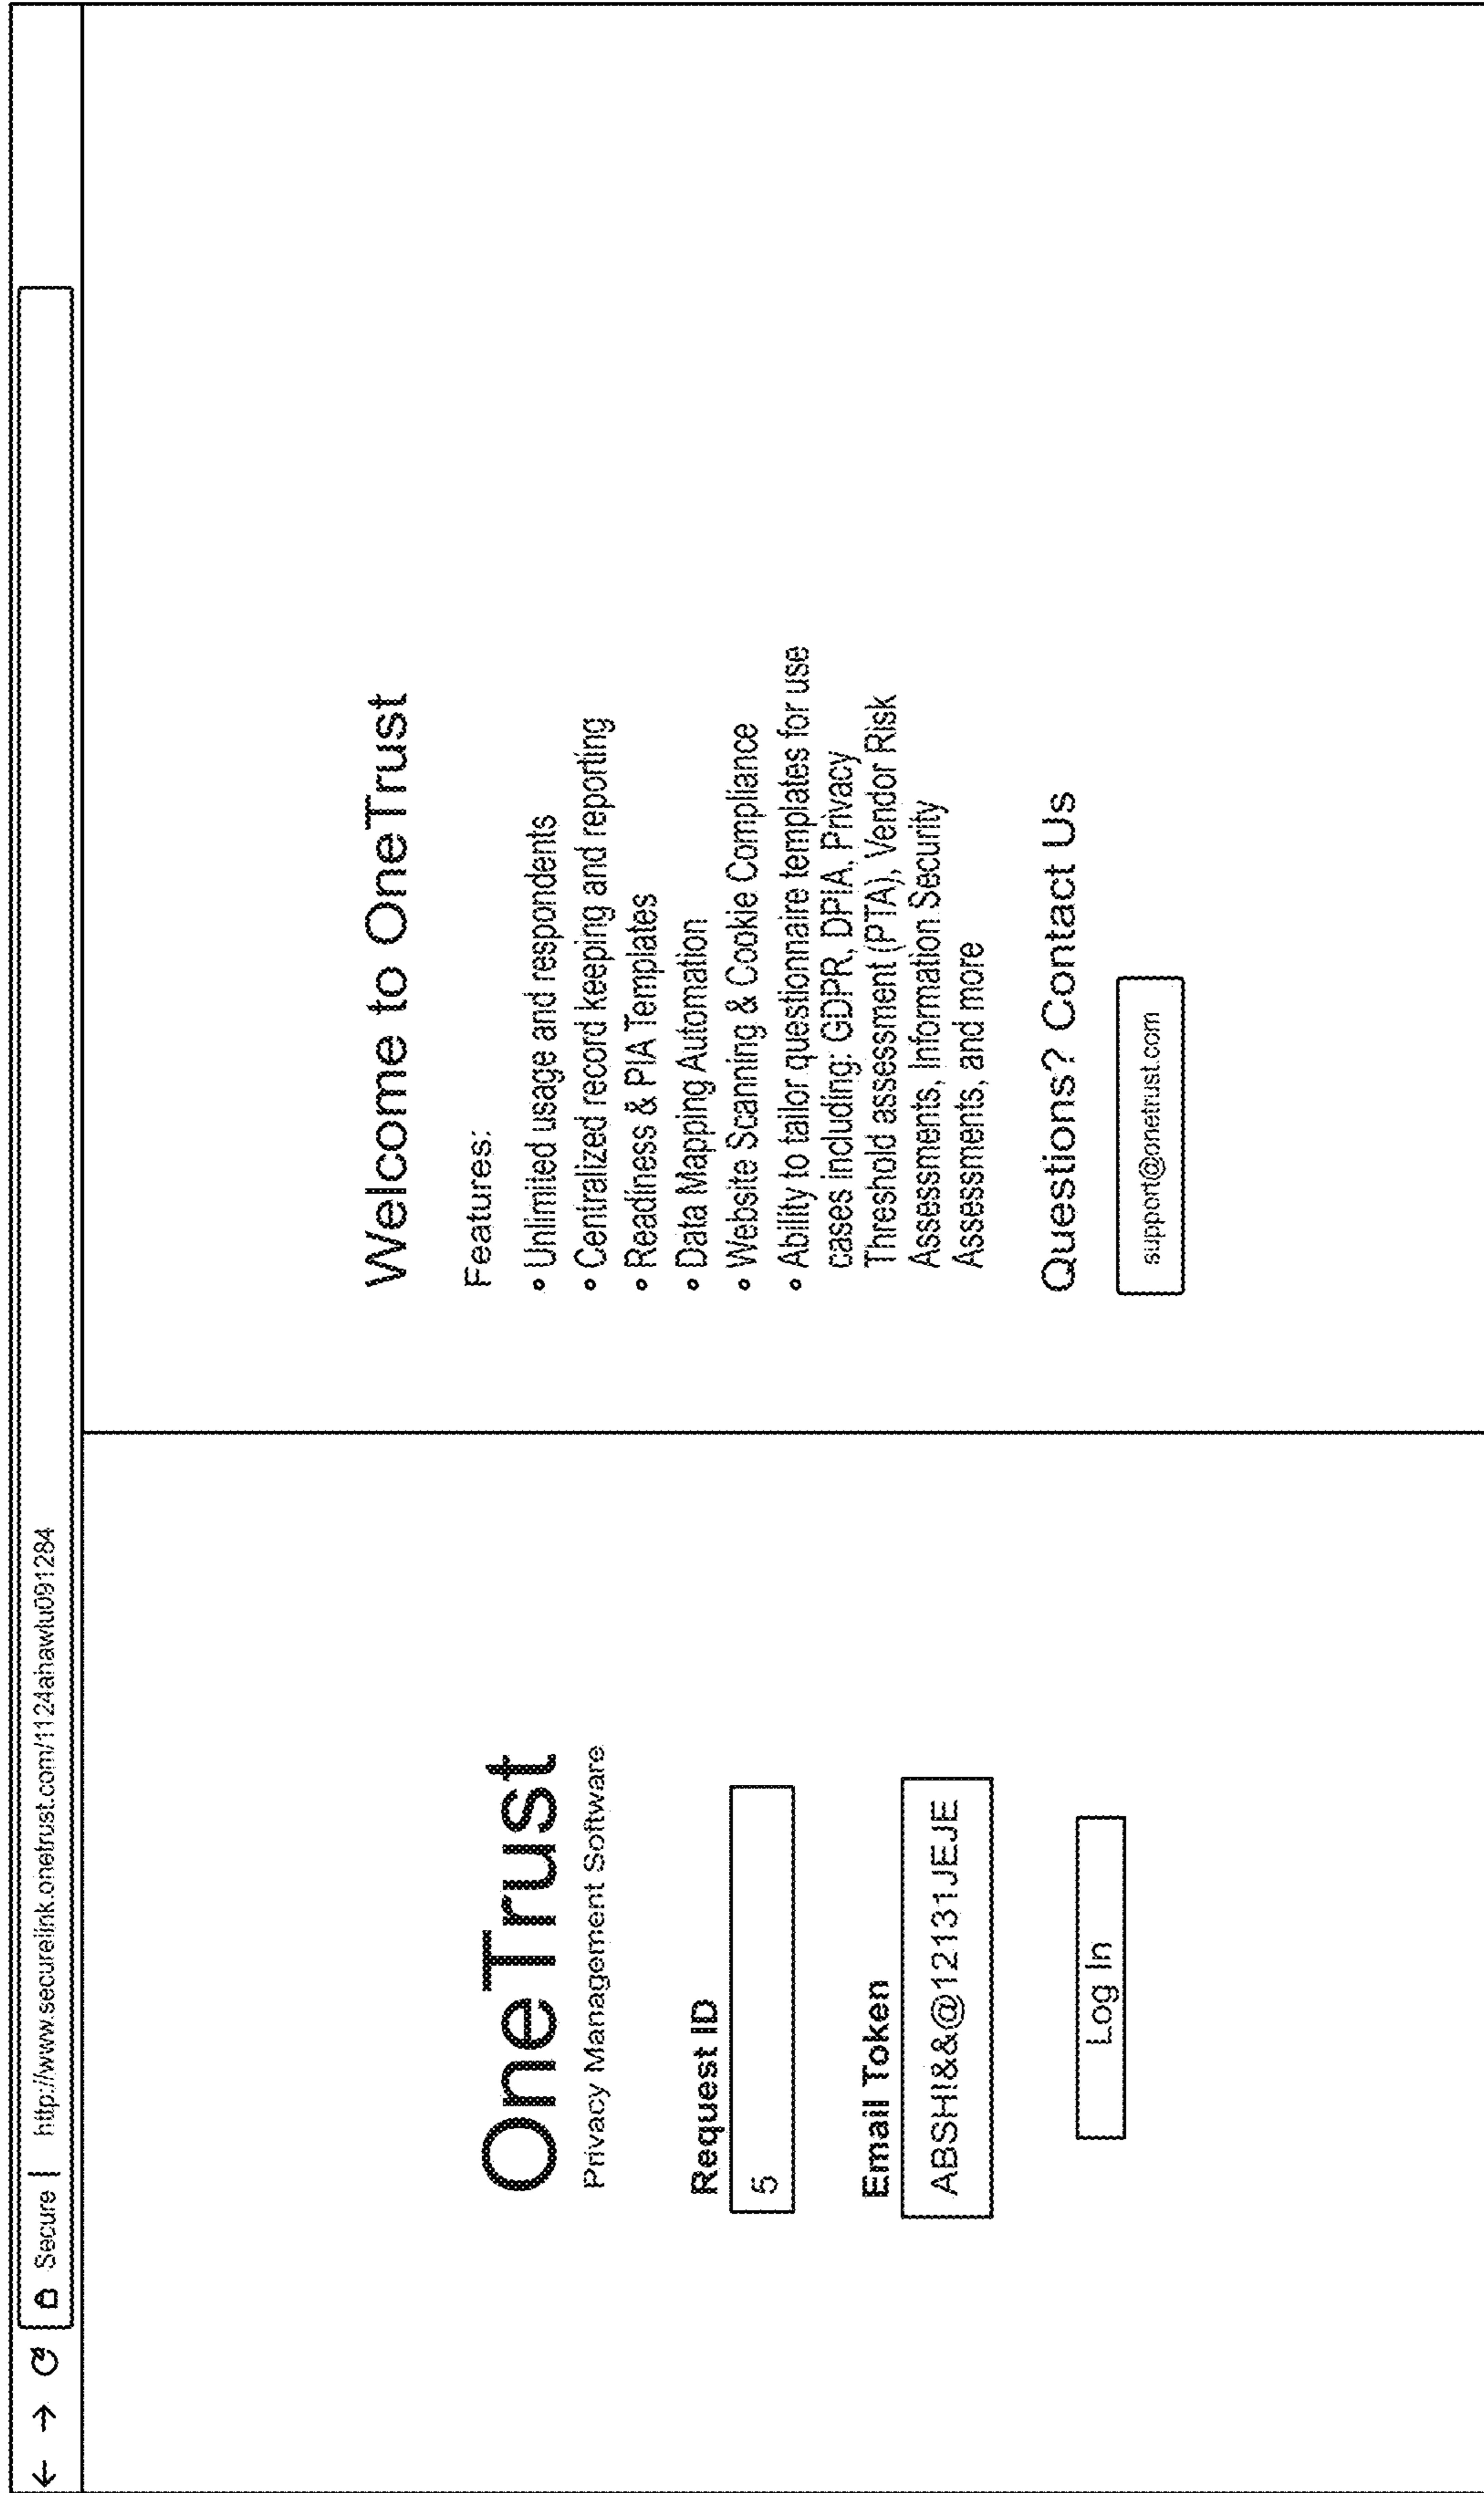 Secure | http://www.securelink.onetrust.com/1124ahawlu091284
OneTrust
Privacy Management Software
Request ID
5
Email Token
ABSHI&&@12131JEJE
Log In
Welcome to OneTrust
Features:
• Unlimited usage and respondents
• Centralized record keeping and reporting
• Readiness & PIA Templates
• Data Mapping Automation
• Website Scanning & Cookie Compliance
• Ability to tailor questionnaire templates for use
cases including: GDPR, DPIA, Privacy
Threshold assessment (PTA), Vendor Risk
Assessments, Information Security
Assessments, and more
Questions? Contact Us
support@onetrust.com